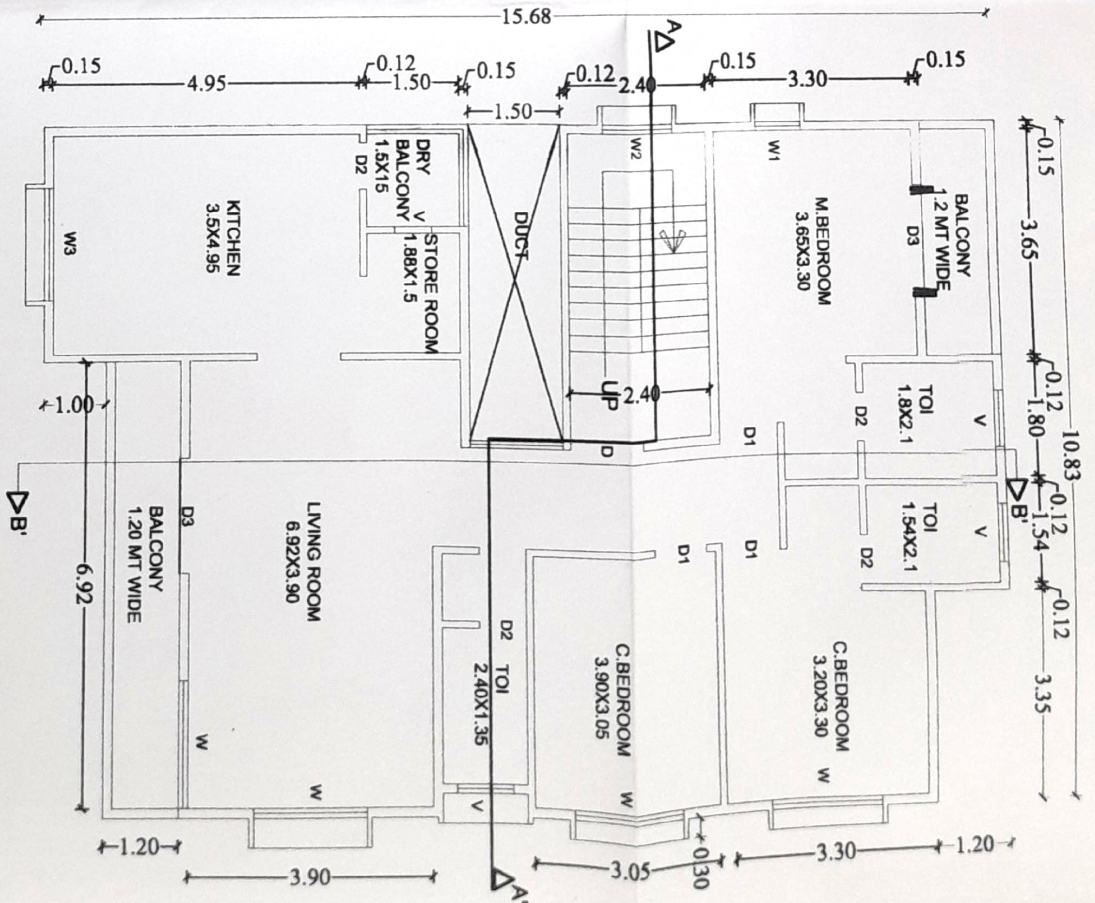 15.68
A
0.15
4.95
0.12
1.50
0.15
0.12
2.40
0.15
3.30
0.15
1.50
0.15
3.65
0.12
1.80
10.83
0.12
1.54
0.12
3.35
BALCONY
1.2 MT WIDE
D3
W1
M.BEDROOM
3.65X3.30
W2
UP
2.40
DUCT
DRY
BALCONY
1.5X15
V
STORE ROOM
1.88X1.5
D2
KITCHEN
3.5X4.95
W3
TOI
1.8X2.1
V
D2
D1
D
TOI
1.54X2.1
V
D2
D1
D1
B'
B'
1.00
6.92
D3
BALCONY
1.20 MT WIDE
LIVING ROOM
6.92X3.90
W
W
D2
TOI
2.40X1.35
V
C.BEDROOM
3.90X3.05
W
C.BEDROOM
3.20X3.30
W
1.20
3.90
A'
3.05
0.30
3.30
1.20